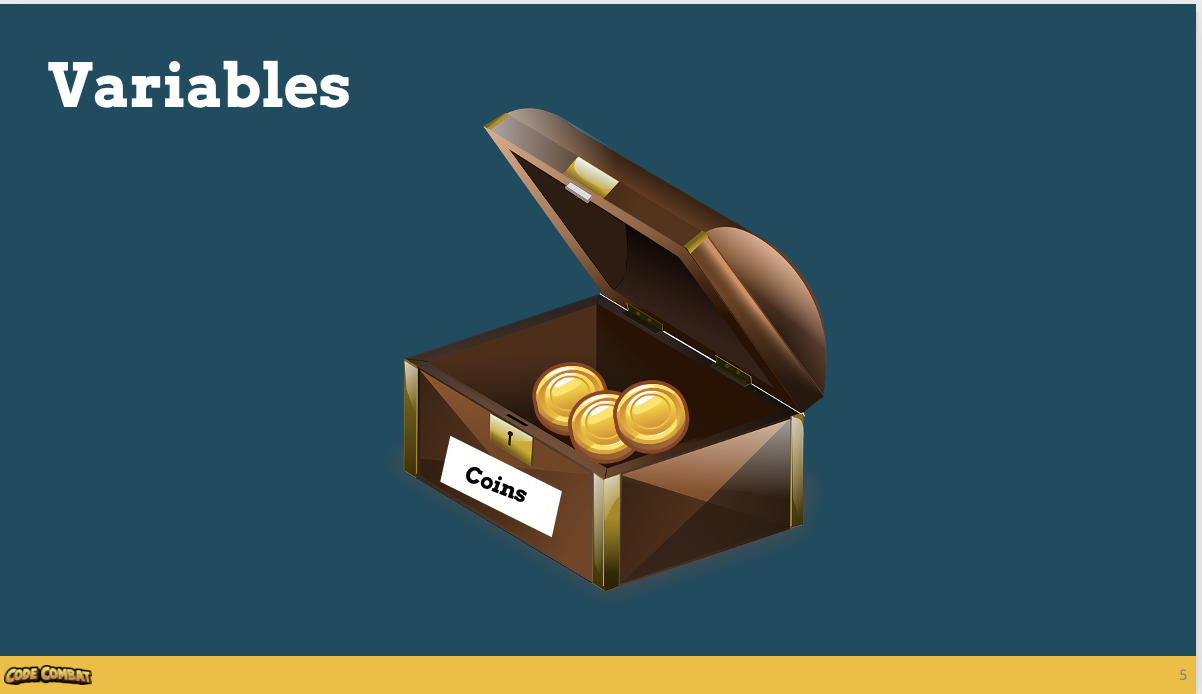 Variables
Coins
CODE COMBAT
5